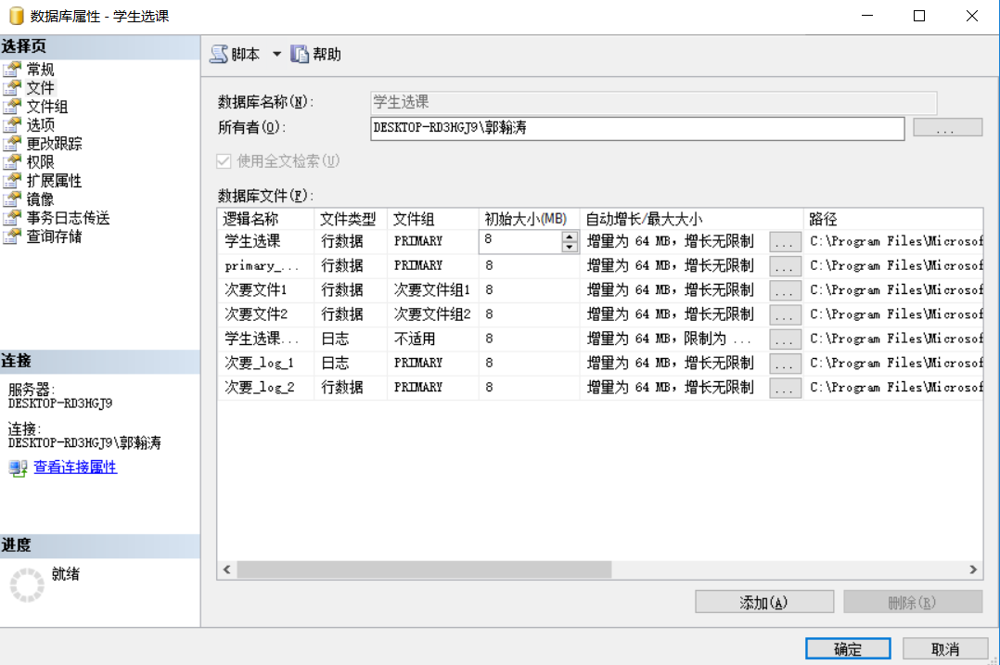 数据库属性 - 学生选课
选择页
常规
文件
文件组
选项
更改跟踪
权限
扩展属性
镜像
事务日志传送
查询存储
连接
服务器:
DESKTOP-RD3HGJ9
连接:
DESKTOP-RD3HGJ9\郭翰涛
查看连接属性
进度
就绪
脚本 帮助
数据库名称(N): 学生选课
所有者(O): DESKTOP-RD3HGJ9\郭翰涛 ...
使用全文检索(U)
数据库文件(F):
逻辑名称 文件类型 文件组 初始大小(MB) 自动增长/最大大小 路径
学生选课 行数据 PRIMARY 8 增量为 64 MB，增长无限制 ... C:\Program Files\Microsof
primary_... 行数据 PRIMARY 8 增量为 64 MB，增长无限制 ... C:\Program Files\Microsof
次要文件1 行数据 次要文件组1 8 增量为 64 MB，增长无限制 ... C:\Program Files\Microsof
次要文件2 行数据 次要文件组2 8 增量为 64 MB，增长无限制 ... C:\Program Files\Microsof
学生选课... 日志 不适用 8 增量为 64 MB，限制为 ... ... C:\Program Files\Microsof
次要_log_1 日志 PRIMARY 8 增量为 64 MB，增长无限制 ... C:\Program Files\Microsof
次要_log_2 行数据 PRIMARY 8 增量为 64 MB，增长无限制 ... C:\Program Files\Microsof
添加(A) 删除(R)
确定 取消